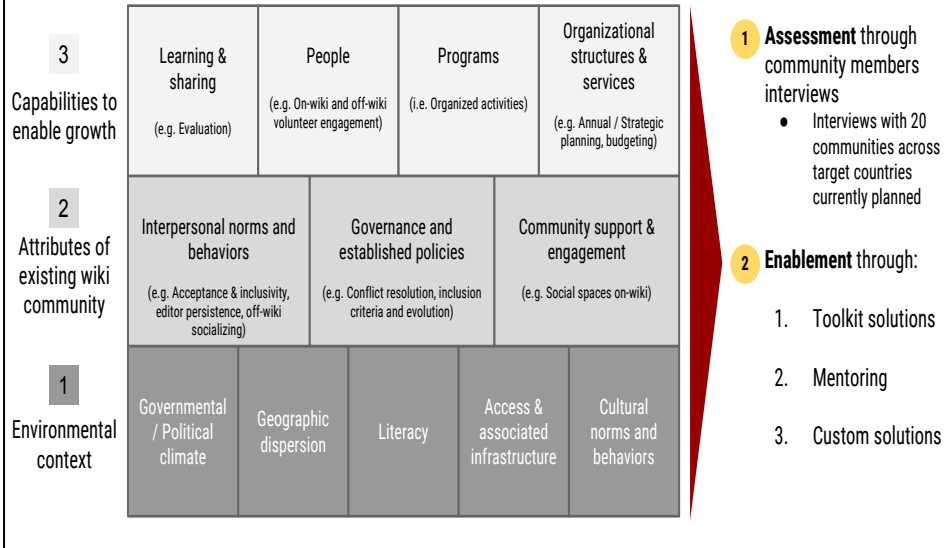 3
Capabilities to
enable growth
Learning &
sharing
(e.g. Evaluation)
People
(e.g. On-wiki and off-wiki
volunteer engagement)
Programs
(i.e. Organized activities)
Organizational
structures &
services
(e.g. Annual / Strategic
planning, budgeting)
2
Attributes of
existing wiki
community
Interpersonal norms and
behaviors
(e.g. Acceptance & inclusivity,
editor persistence, off-wiki
socializing)
Governance and
established policies
(e.g. Conflict resolution, inclusion
criteria and evolution)
Community support &
engagement
(e.g. Social spaces on-wiki)
1
Environmental
context
Governmental
/ Political
climate
Geographic
dispersion
Literacy
Access &
associated
infrastructure
Cultural
norms and
behaviors
1 Assessment through
community members
interviews
● Interviews with 20
communities across
target countries
currently planned
2 Enablement through:
1. Toolkit solutions
2. Mentoring
3. Custom solutions